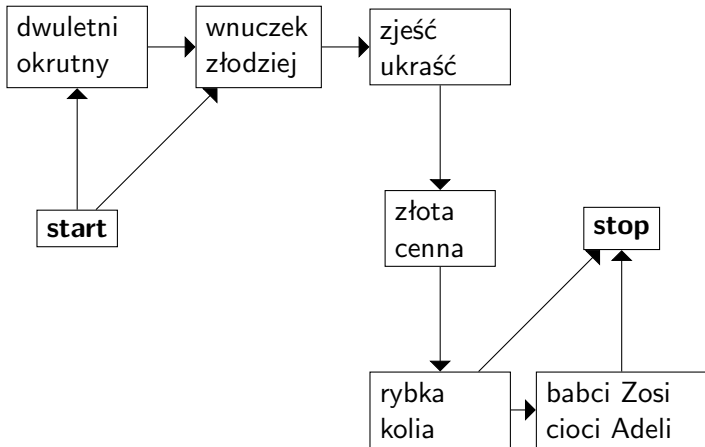 dwuletni
okrutny
wnuczek
złodziej
zjeść
ukraść
start
złota
cenna
stop
rybka
kolia
babci Zosi
cioci Adeli